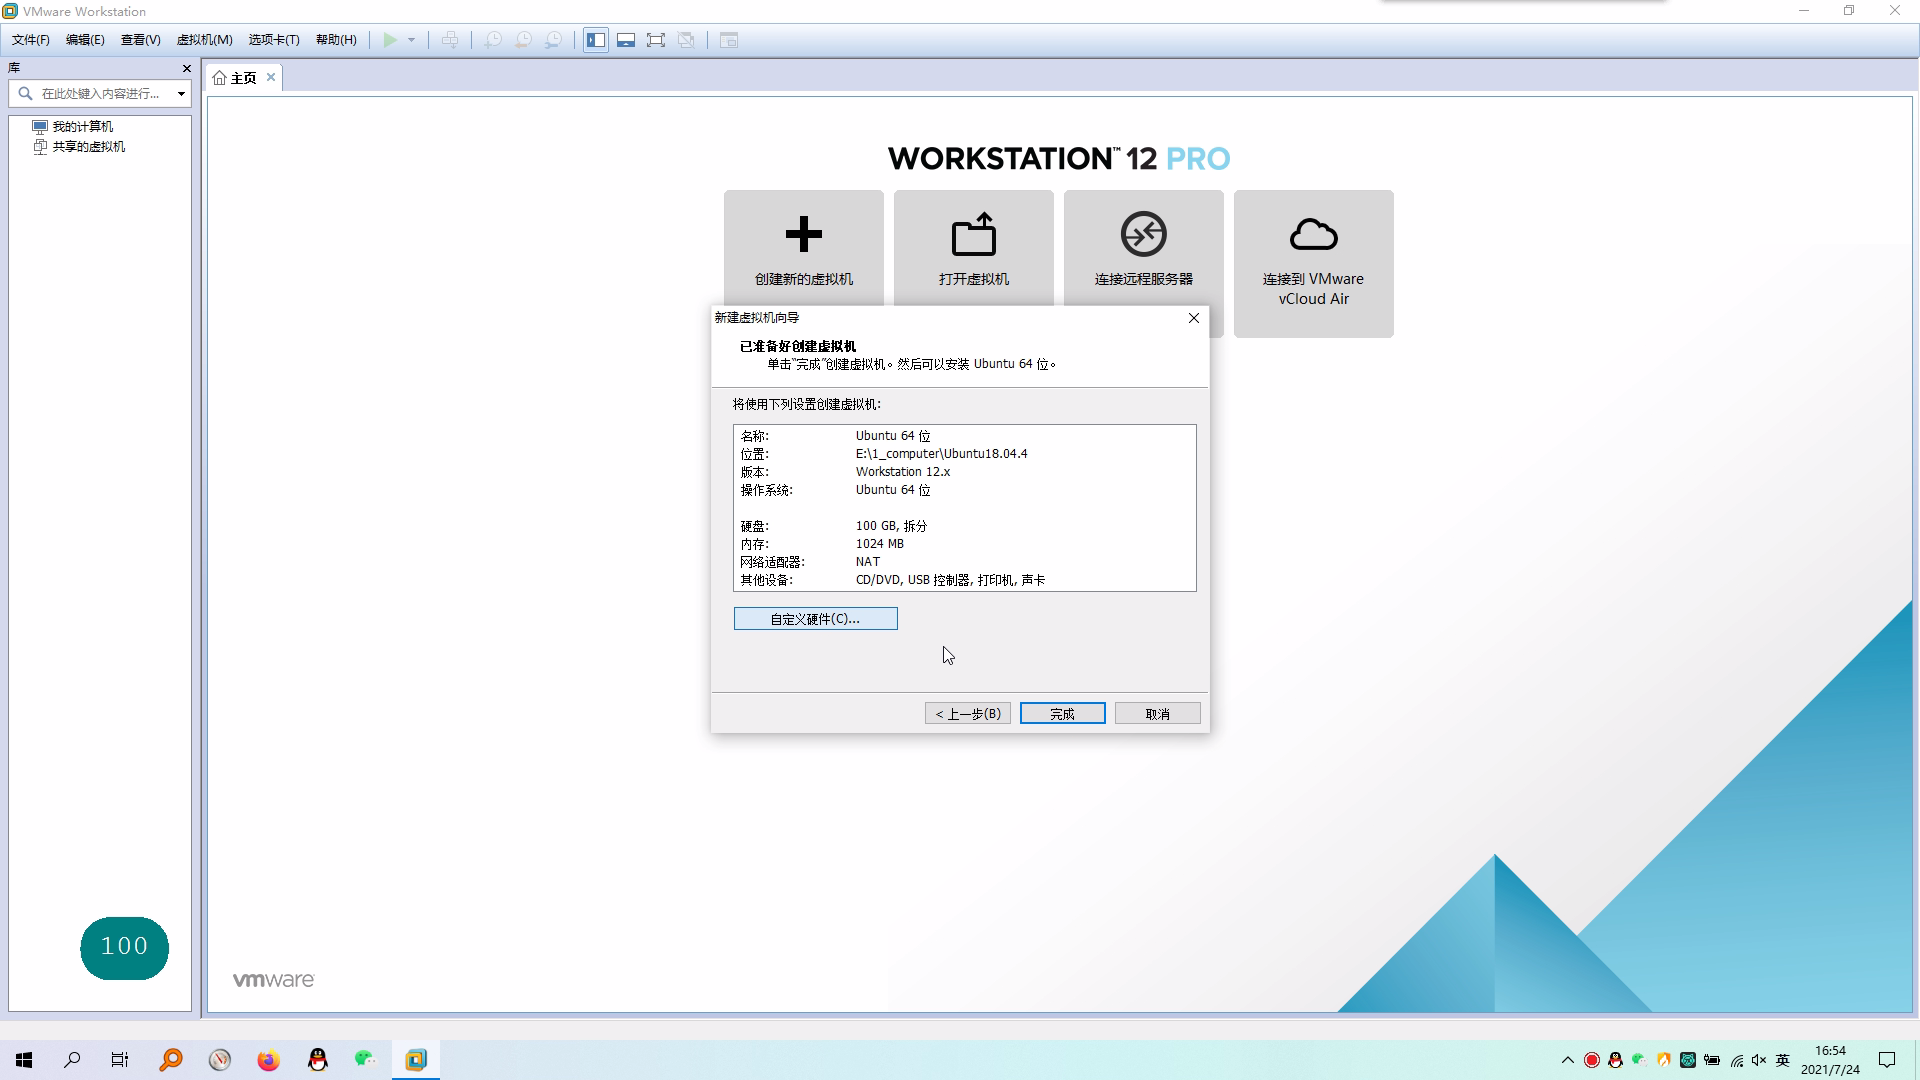 VMware Workstation
文件(F) 编辑(E) 查看(V) 虚拟机(M) 选项卡(T) 帮助(H)
库
主页
在此处键入内容进行...
我的计算机
共享的虚拟机
WORKSTATION™ 12 PRO
创建新的虚拟机
打开虚拟机
连接远程服务器
连接到 VMware
vCloud Air
新建虚拟机向导
已准备好创建虚拟机
单击“完成”创建虚拟机。然后可以安装 Ubuntu 64 位。
将使用下列设置创建虚拟机:
名称: Ubuntu 64 位
位置: E:\1_computer\Ubuntu18.04.4
版本: Workstation 12.x
操作系统: Ubuntu 64 位
硬盘: 100 GB, 拆分
内存: 1024 MB
网络适配器: NAT
其他设备: CD/DVD, USB 控制器, 打印机, 声卡
自定义硬件(C)...
< 上一步(B) 完成 取消
100
vmware
英
16:54
2021/7/24